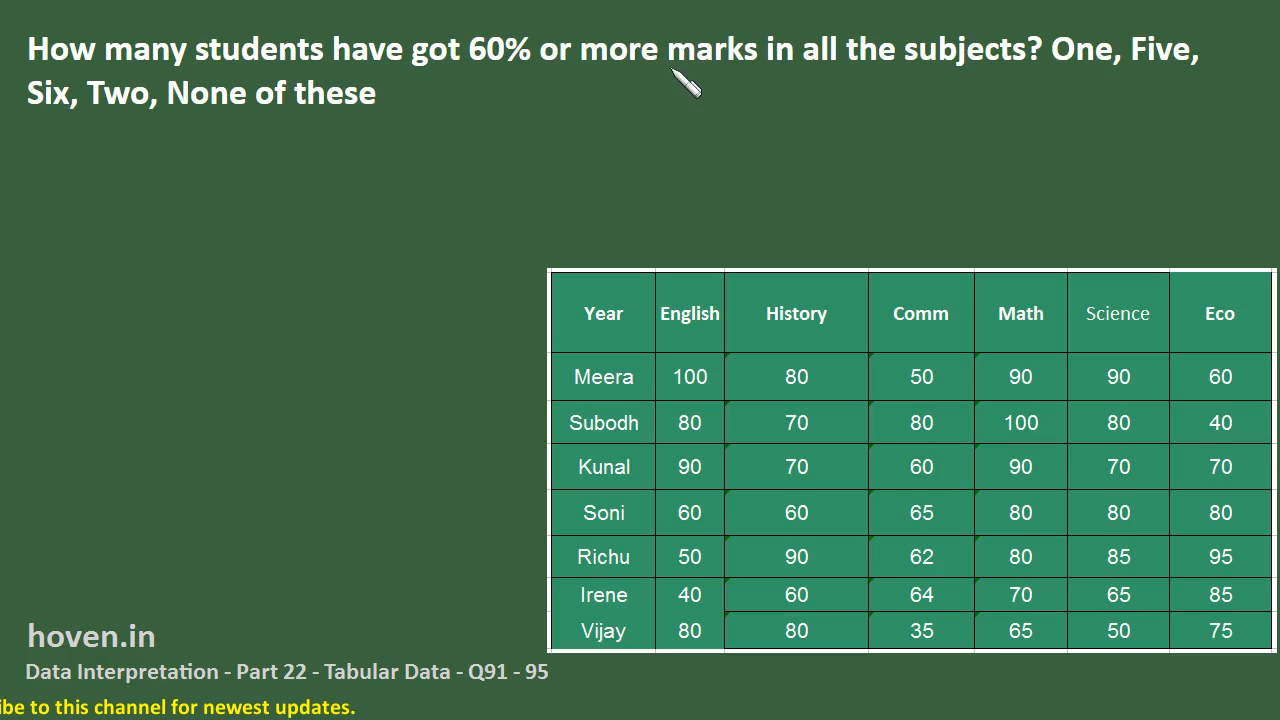 How many students have got 60% or more marks in all the subjects? One, Five,
Six, Two, None of these
Year English History Comm Math Science Eco
Meera 100 80 50 90 90 60
Subodh 80 70 80 100 80 40
Kunal 90 70 60 90 70 70
Soni 60 60 65 80 80 80
Richu 50 90 62 80 85 95
Irene 40 60 64 70 65 85
Vijay 80 80 35 65 50 75
hoven.in
Data Interpretation - Part 22 - Tabular Data - Q91 - 95
ibe to this channel for newest updates.